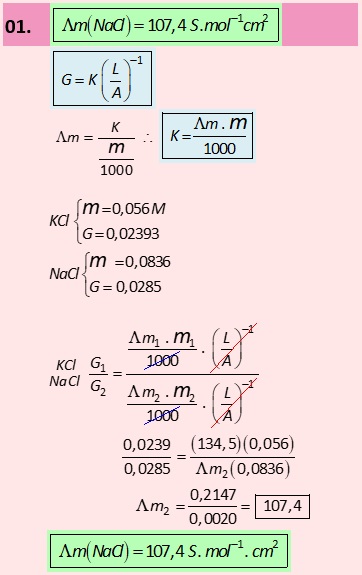 01. Λm(NaCl) = 107,4 S.mol⁻¹cm²
G = K(L/A)⁻¹
Λm = K/(m/1000) ∴ K = Λm . m/1000
KCl { m = 0,056M
G = 0,02393
NaCl { m = 0,0836
G = 0,0285
KCl/NaCl G₁/G₂ = (Λm₁ . m₁/1000 . (L/A)⁻¹)/(Λm₂ . m₂/1000 . (L/A)⁻¹)
0,0239/0,0285 = (134,5)(0,056)/Λm₂(0,0836)
Λm₂ = 0,2147/0,0020 = 107,4
Λm(NaCl) = 107,4 S. mol⁻¹. cm²